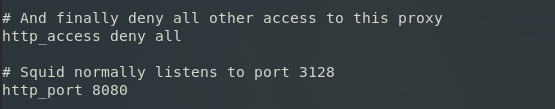 # And finally deny all other access to this proxy
http_access deny all
# Squid normally listens to port 3128
http_port 8080